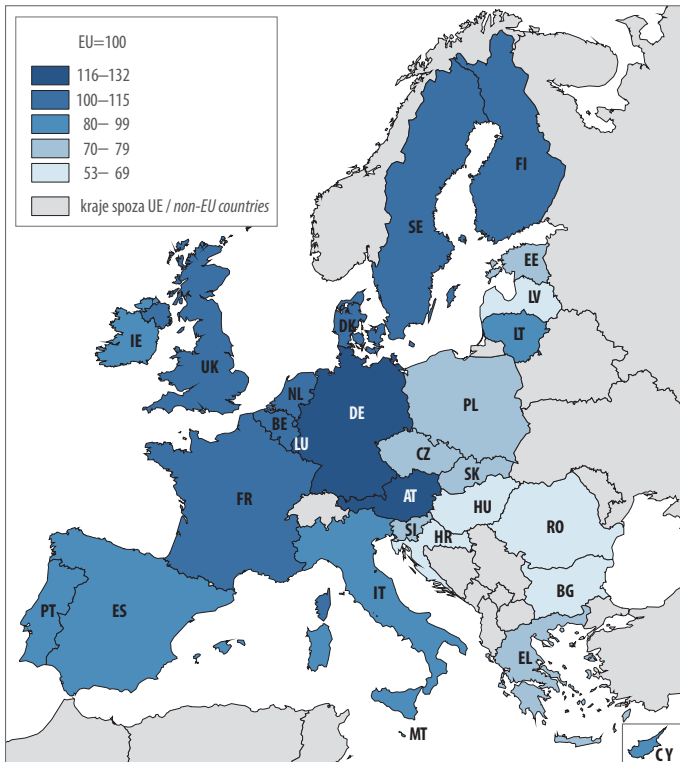 EU=100
116–132
100–115
80– 99
70– 79
53– 69
kraje spoza UE / non-EU countries
FI
SE
EE
LV
LT
DK
IE
UK
NL
BE
LU
DE
PL
CZ
SK
FR
AT
HU
SI
HR
RO
BG
PT
ES
IT
EL
MT
CY